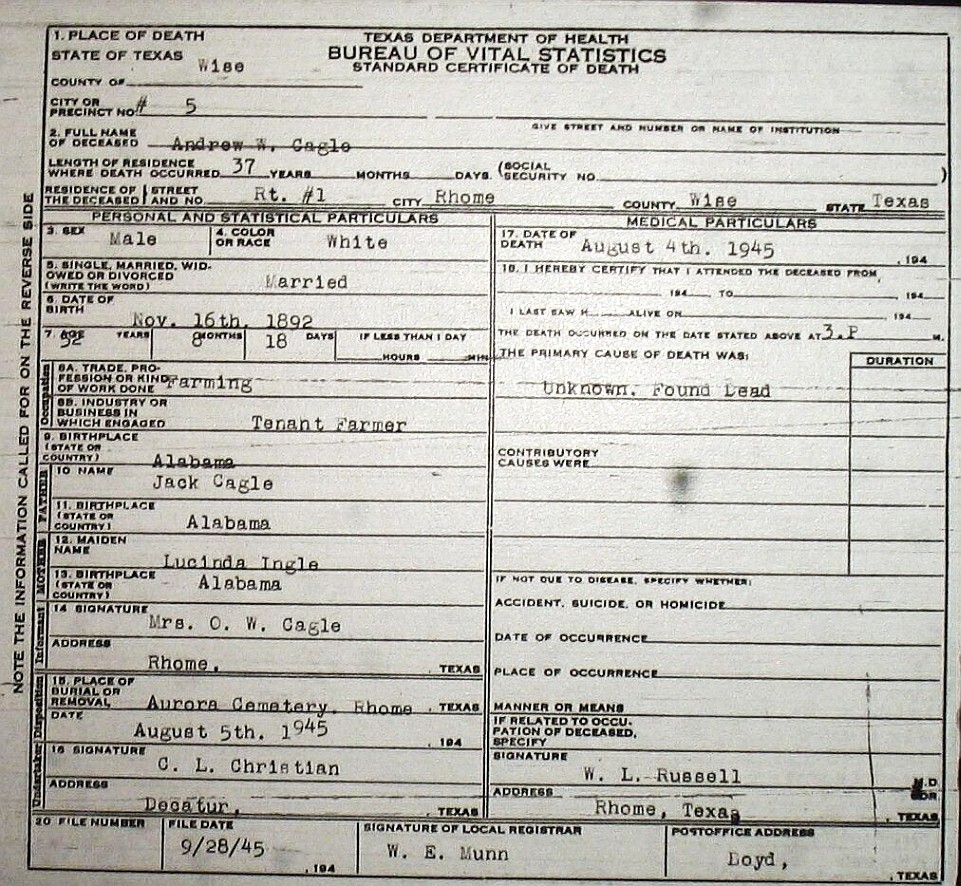 NOTE THE INFORMATION CALLED FOR ON THE REVERSE SIDE
TEXAS DEPARTMENT OF HEALTH
BUREAU OF VITAL STATISTICS
STANDARD CERTIFICATE OF DEATH
1. PLACE OF DEATH
STATE OF TEXAS
COUNTY OF Wise
CITY OR
PRECINCT NO # 5
GIVE STREET AND NUMBER OR NAME OF INSTITUTION
2. FULL NAME
OF DECEASED Andrew W. Cagle
LENGTH OF RESIDENCE
WHERE DEATH OCCURRED 37 YEARS MONTHS DAYS. (SOCIAL
SECURITY NO. )
RESIDENCE OF STREET
THE DECEASED AND NO. Rt. #1 CITY Rhome COUNTY Wise STATE Texas
PERSONAL AND STATISTICAL PARTICULARS
3. SEX Male
4. COLOR
OR RACE White
5. SINGLE, MARRIED, WID-
OWED OR DIVORCED
(WRITE THE WORD) Married
6. DATE OF
BIRTH Nov. 16th, 1892
7. AGE 52 YEARS 8 MONTHS 18 DAYS IF LESS THAN 1 DAY
HOURS MIN.
Occupation
8A. TRADE, PRO-
FESSION OR KIND
OF WORK DONE Farming
8B. INDUSTRY OR
BUSINESS IN
WHICH ENGAGED Tenant Farmer
9. BIRTHPLACE
(STATE OR
COUNTRY) Alabama
FATHER
10 NAME Jack Cagle
11. BIRTHPLACE
(STATE OR
COUNTRY) Alabama
MOTHER
12. MAIDEN
NAME Lucinda Ingle
13. BIRTHPLACE
(STATE OR
COUNTRY) Alabama
Informant
14 SIGNATURE
Mrs. O. W. Cagle
ADDRESS
Rhome, , TEXAS
Disposition
15. PLACE OF
BURIAL OR
REMOVAL Aurora Cemetery, Rhome , TEXAS
DATE
August 5th. 1945 , 194
Undertaker
16 SIGNATURE
C. L. Christian
ADDRESS
Decatur, , TEXAS
MEDICAL PARTICULARS
17. DATE OF
DEATH August 4th. 1945 , 194
18. I HEREBY CERTIFY THAT I ATTENDED THE DECEASED FROM
194 , TO 194
I LAST SAW H ALIVE ON 194
THE DEATH OCCURRED ON THE DATE STATED ABOVE AT 3.P M.
THE PRIMARY CAUSE OF DEATH WAS: DURATION
Unknown. Found Dead
CONTRIBUTORY
CAUSES WERE
IF NOT DUE TO DISEASE, SPECIFY WHETHER:
ACCIDENT, SUICIDE, OR HOMICIDE
DATE OF OCCURRENCE
PLACE OF OCCURRENCE
MANNER OR MEANS
IF RELATED TO OCCU-
PATION OF DECEASED,
SPECIFY
SIGNATURE
W. L. Russell M.D.
ADDRESS
Rhome, Texas , TEXAS
20 FILE NUMBER
FILE DATE
9/28/45 , 194
SIGNATURE OF LOCAL REGISTRAR
W. E. Munn
POSTOFFICE ADDRESS
Boyd, , TEXAS